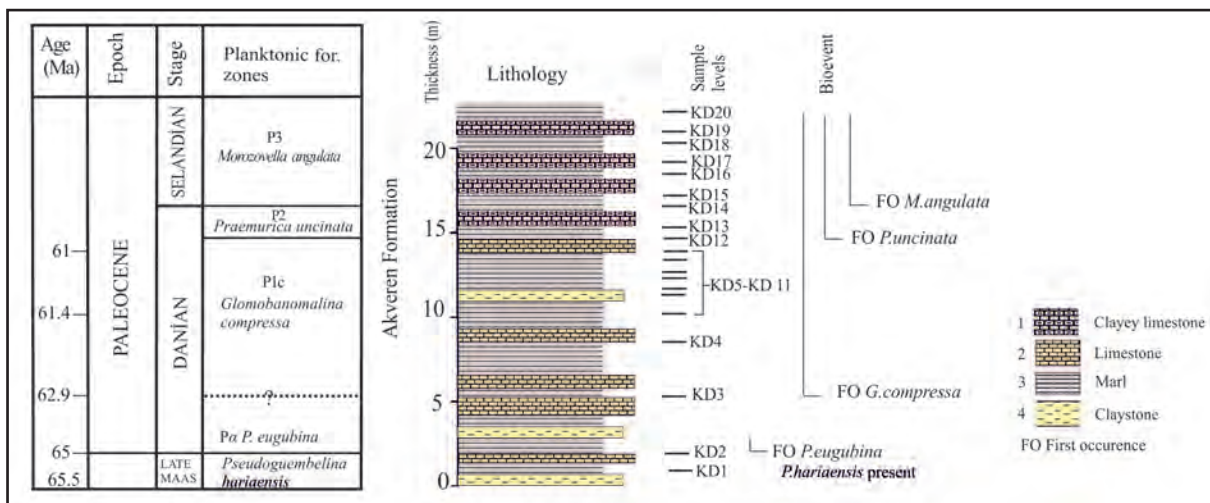 Age
(Ma)
Epoch
Stage
Planktonic for.
zones
Thickness (m)
Lithology
Sample
levels
Bioevent
61
61.4
62.9
65
65.5
PALEOCENE
SELANDİAN
DANİAN
LATE
MAAS
P3
Morozovella angulata
P2
Praemurica uncinata
P1c
Glomobanomalina
compressa
?
Pα P. eugubina
Pseudoguembelina
hariaensis
Akveren Formation
20
15
10
5
0
KD20
KD19
KD18
KD17
KD16
KD15
KD14
KD13
KD12
KD5-KD 11
KD4
KD3
KD2
KD1
FO M.angulata
FO P.uncinata
FO G.compressa
FO P.eugubina
P.hariaensis present
1 Clayey limestone
2 Limestone
3 Marl
4 Claystone
FO First occurence